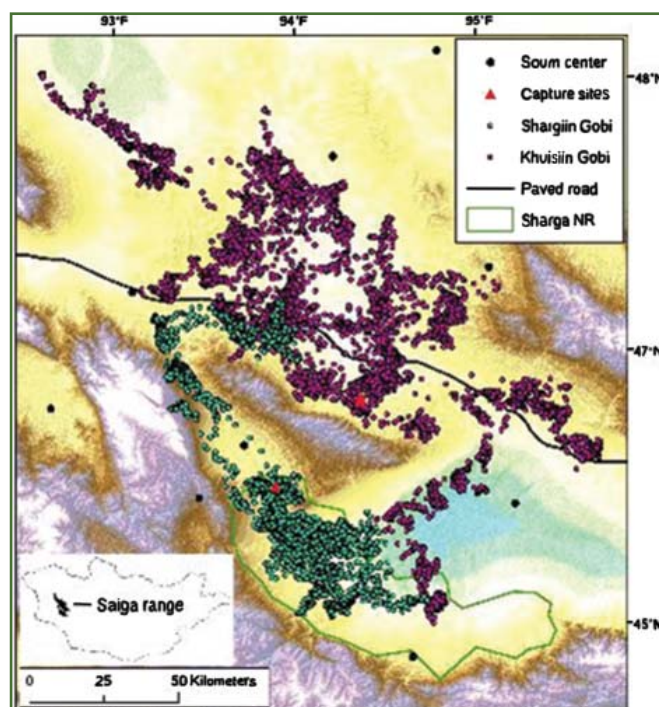 93°F
94°F
95°F
48°N
Soum center
Capture sites
Shargiin Gobi
Khuisiin Gobi
Paved road
Sharga NR
47°N
45°N
Saiga range
0
25
50 Kilometers